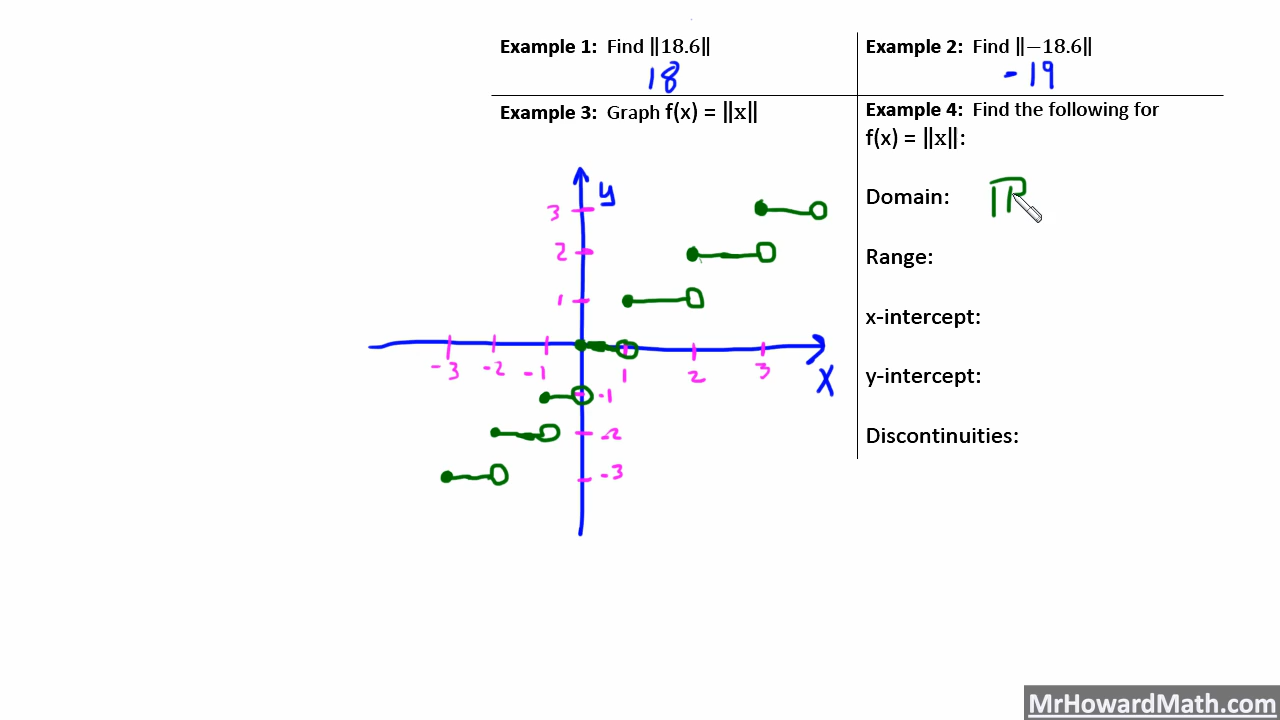 Example 1: Find ‖18.6‖
18
Example 2: Find ‖−18.6‖
-19
Example 3: Graph f(x) = ‖x‖
y
3
2
1
-3 -2 -1 1 2 3
x
-1
-2
-3
Example 4: Find the following for
f(x) = ‖x‖:
Domain: ℝ
Range:
x-intercept:
y-intercept:
Discontinuities:
MrHowardMath.com